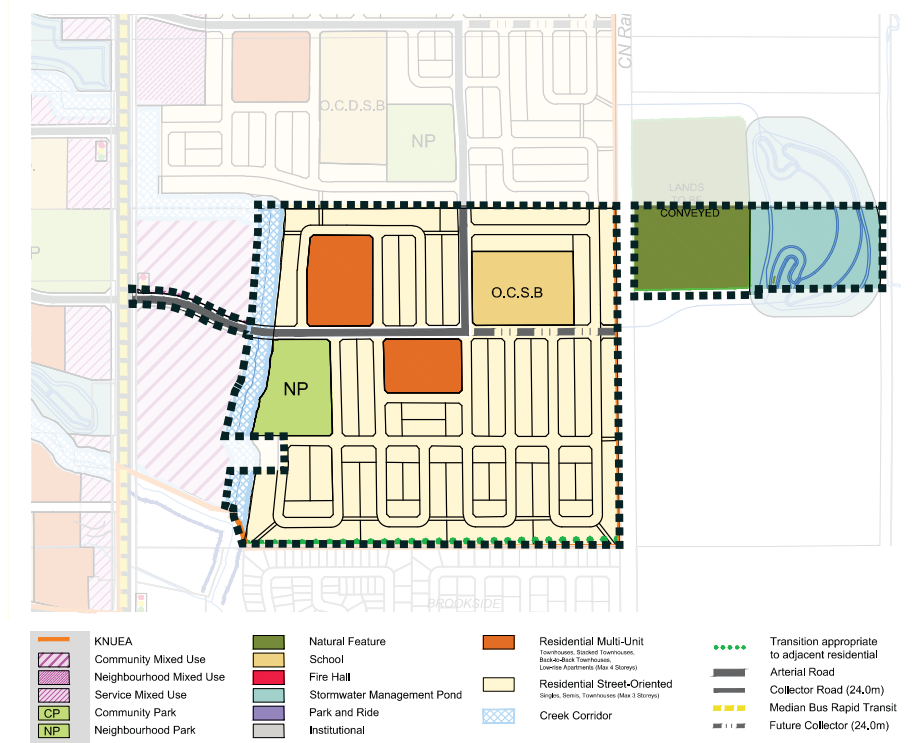 CN Rai
O.C.D.S.B
NP
LANDS
CONVEYED
P
O.C.S.B
NP
BROOKSIDE
KNUEA
Community Mixed Use
Neighbourhood Mixed Use
Service Mixed Use
CP Community Park
NP Neighbourhood Park
Natural Feature
School
Fire Hall
Stormwater Management Pond
Park and Ride
Institutional
Residential Multi-Unit
Townhouses, Stacked Townhouses,
Back-to-Back Townhouses,
Low-rise Apartments (Max 4 Storeys)
Residential Street-Oriented
Singles, Semis, Townhouses (Max 3 Storeys)
Creek Corridor
Transition appropriate
to adjacent residential
Arterial Road
Collector Road (24.0m)
Median Bus Rapid Transit
Future Collector (24.0m)